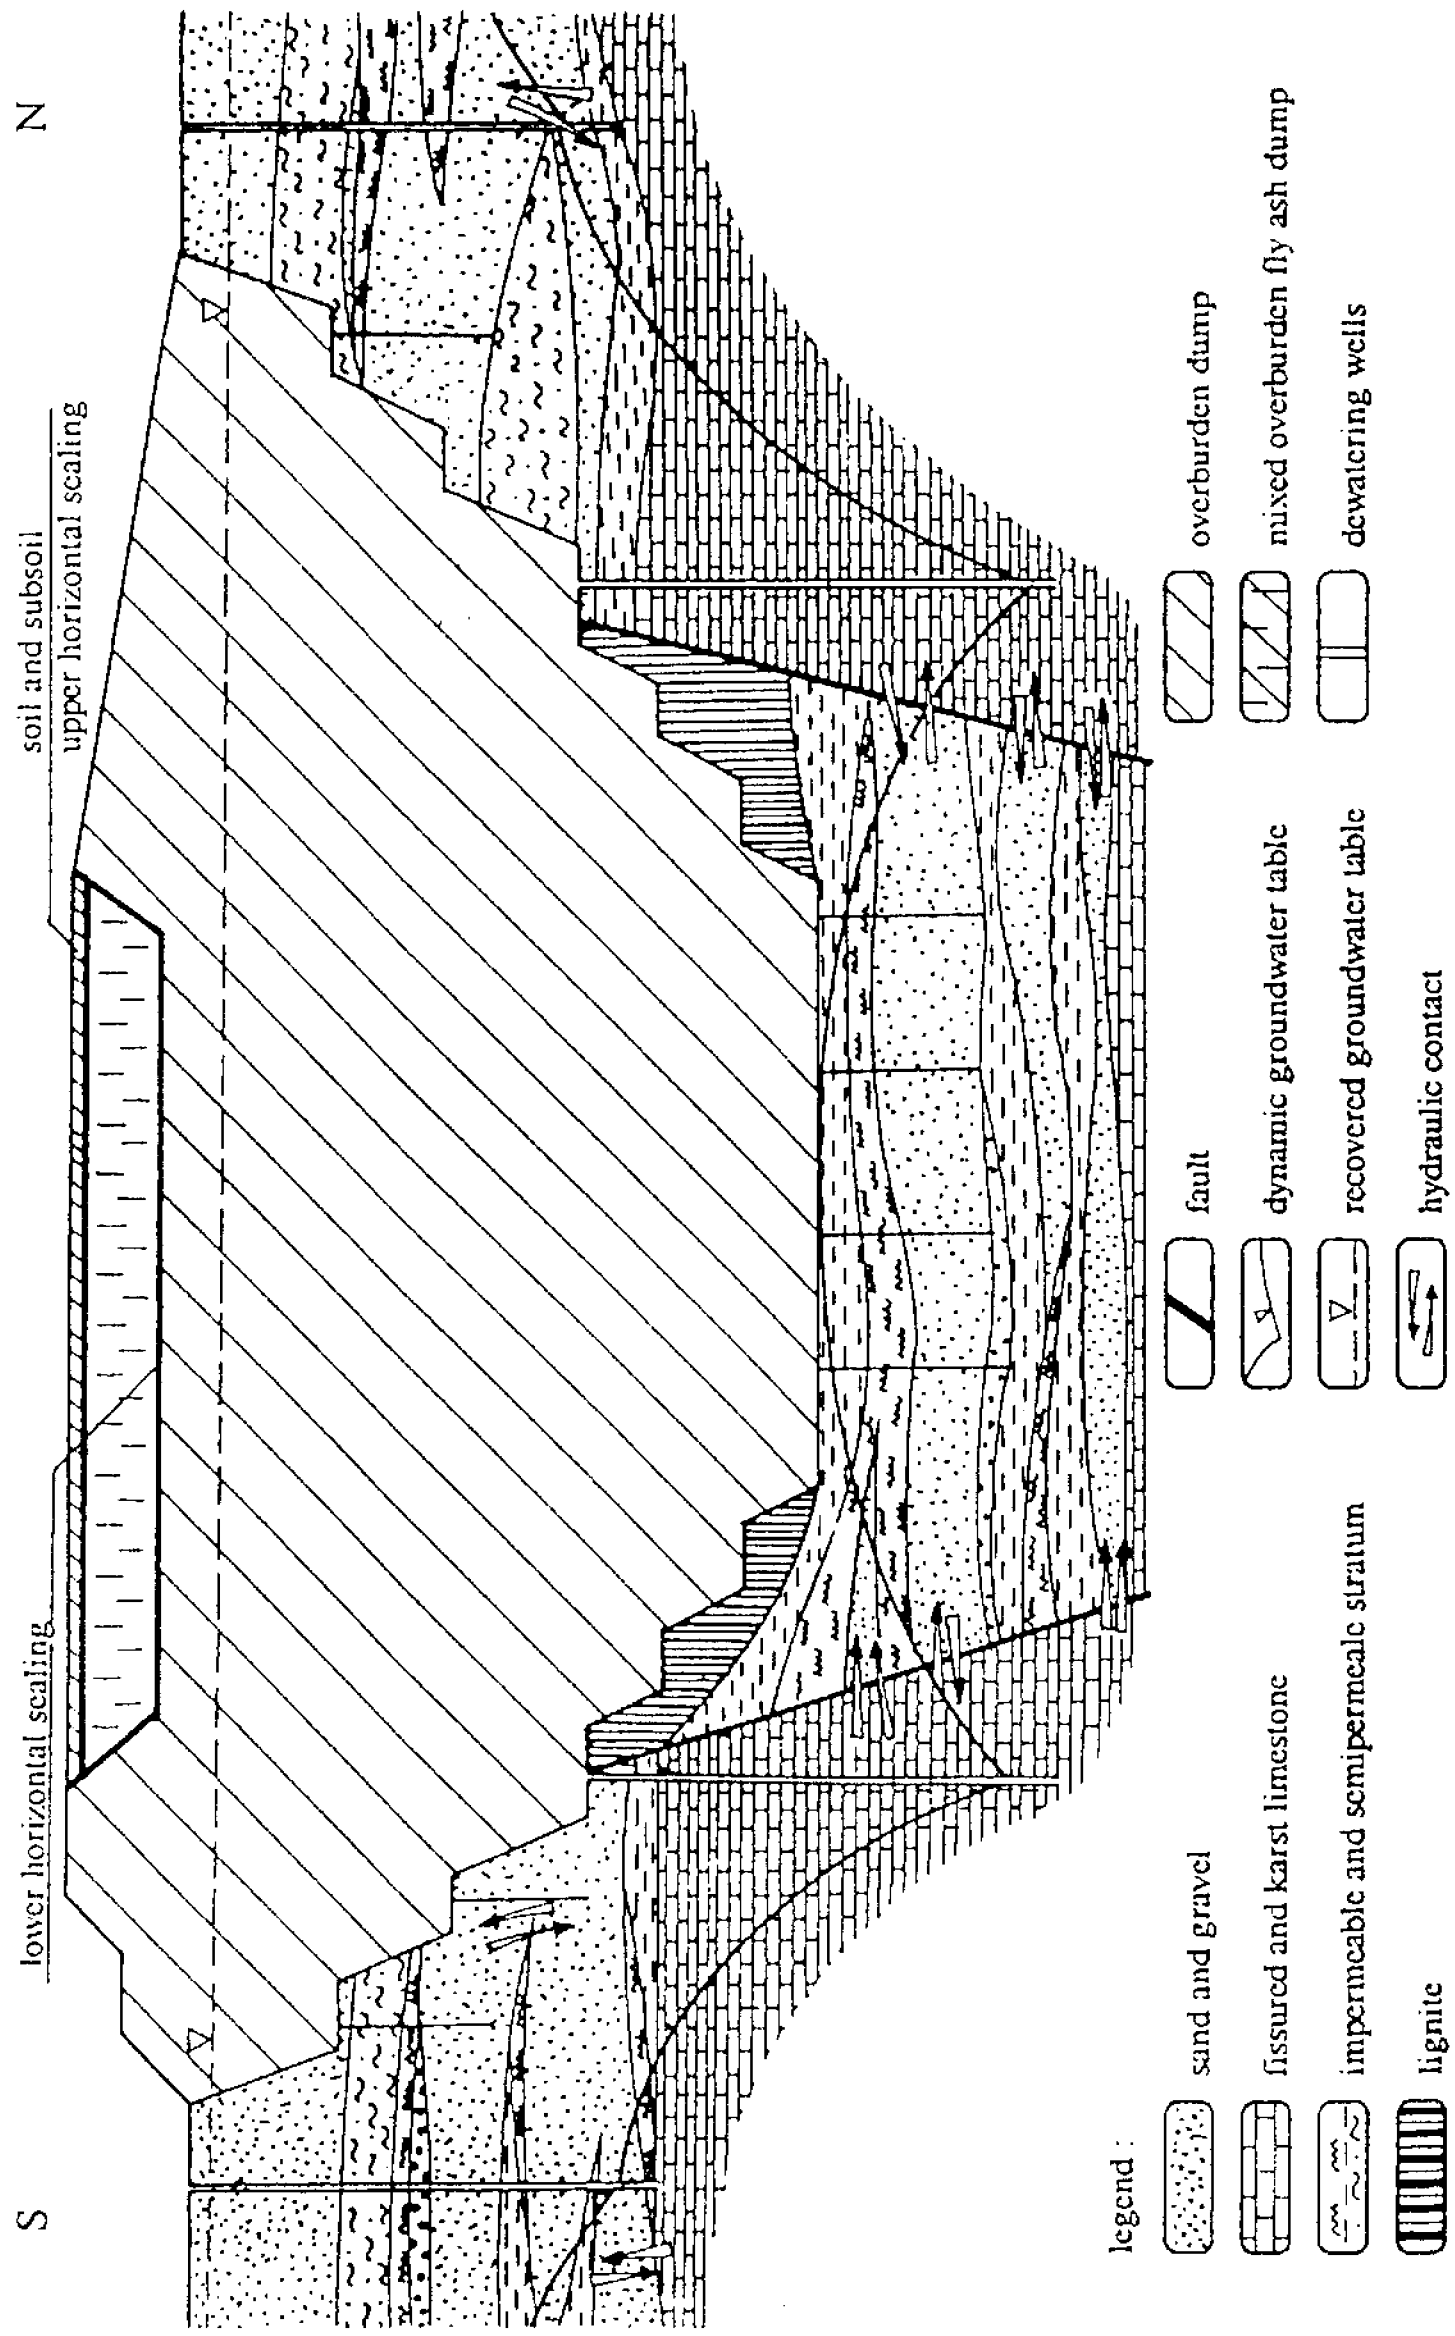 S
N
lower horizontal scaling
soil and subsoil
upper horizontal scaling
legend :
sand and gravel
fissured and karst limestone
impermeable and semipermeable stratum
lignite
fault
dynamic groundwater table
recovered groundwater table
hydraulic contact
overburden dump
mixed overburden fly ash dump
dewatering wells